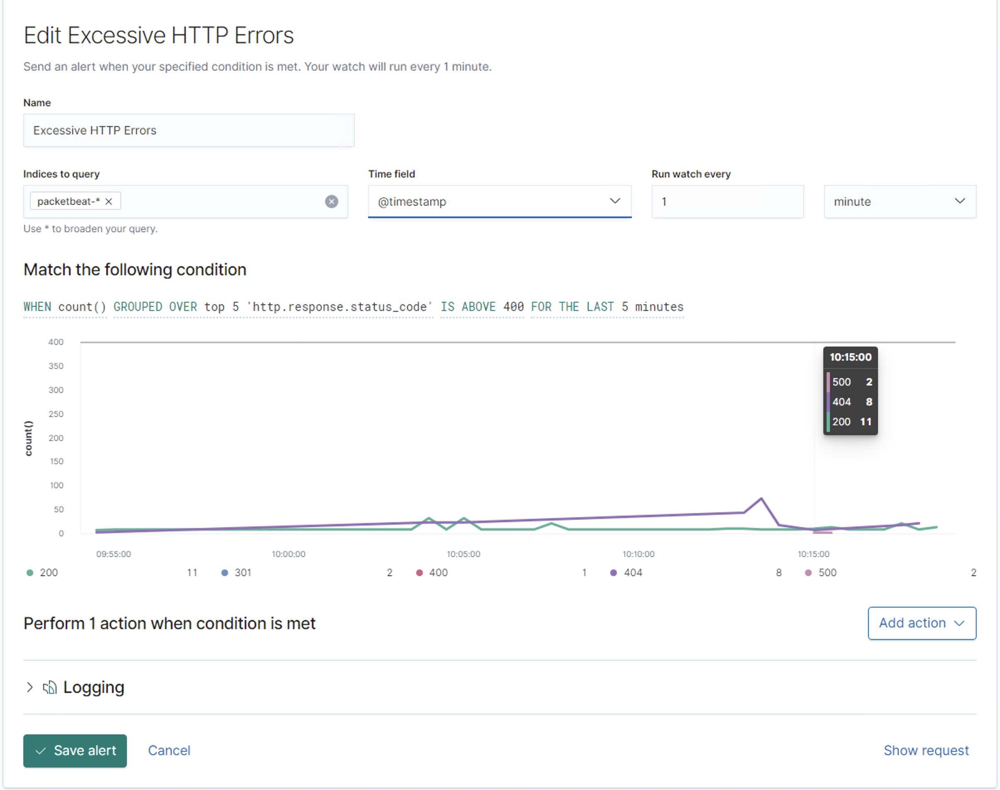 Edit Excessive HTTP Errors
Send an alert when your specified condition is met. Your watch will run every 1 minute.
Name
Excessive HTTP Errors
Indices to query
Time field
Run watch every
packetbeat-*
@timestamp
1
minute
Use * to broaden your query.
Match the following condition
WHEN count() GROUPED OVER top 5 'http.response.status_code' IS ABOVE 400 FOR THE LAST 5 minutes
count()
400
350
300
250
200
150
100
50
0
10:15:00
500 2
404 8
200 11
09:55:00 10:00:00 10:05:00 10:10:00 10:15:00
200 11 301 2 400 1 404 8 500 2
Perform 1 action when condition is met
Add action
Logging
Save alert
Cancel
Show request